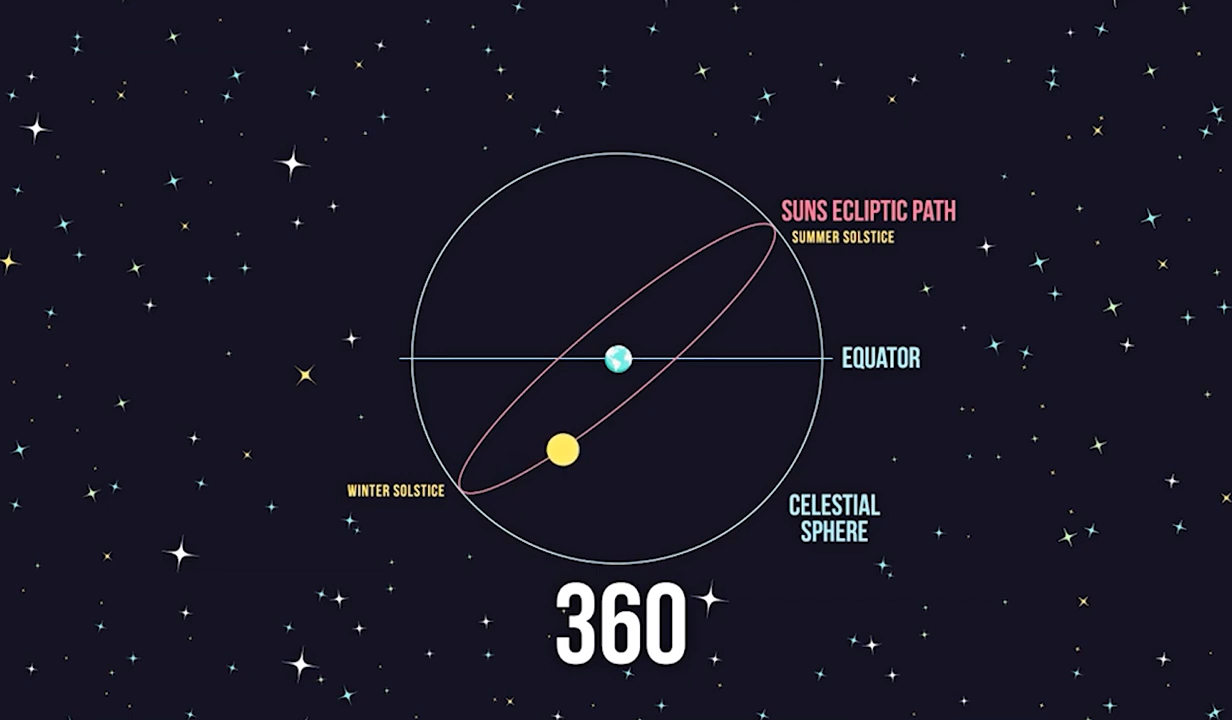 SUNS ECLIPTIC PATH
SUMMER SOLSTICE
EQUATOR
WINTER SOLSTICE
CELESTIAL
SPHERE
360